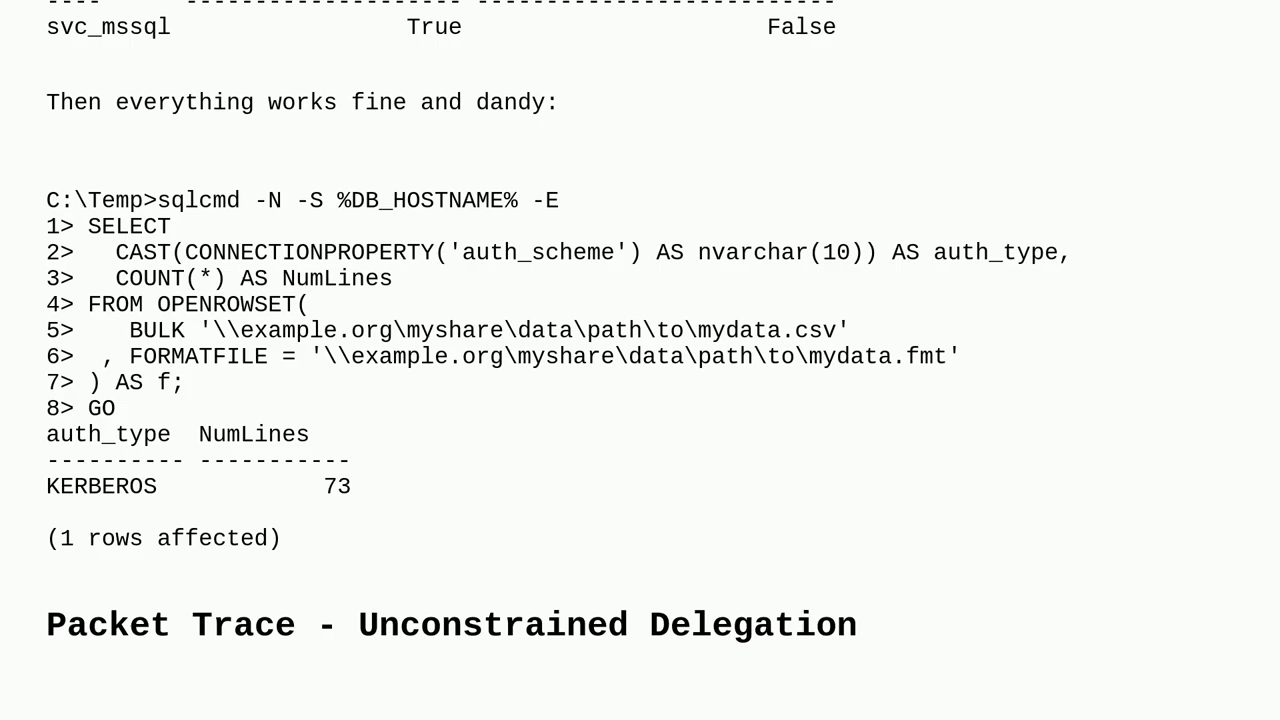 ---- -------------------- --------------------------
svc_mssql                 True                      False
Then everything works fine and dandy:
C:\Temp>sqlcmd -N -S %DB_HOSTNAME% -E
1> SELECT
2>   CAST(CONNECTIONPROPERTY('auth_scheme') AS nvarchar(10)) AS auth_type,
3>   COUNT(*) AS NumLines
4> FROM OPENROWSET(
5>    BULK '\\example.org\myshare\data\path\to\mydata.csv'
6>  , FORMATFILE = '\\example.org\myshare\data\path\to\mydata.fmt'
7> ) AS f;
8> GO
auth_type  NumLines
---------- -----------
KERBEROS            73
(1 rows affected)
Packet Trace - Unconstrained Delegation